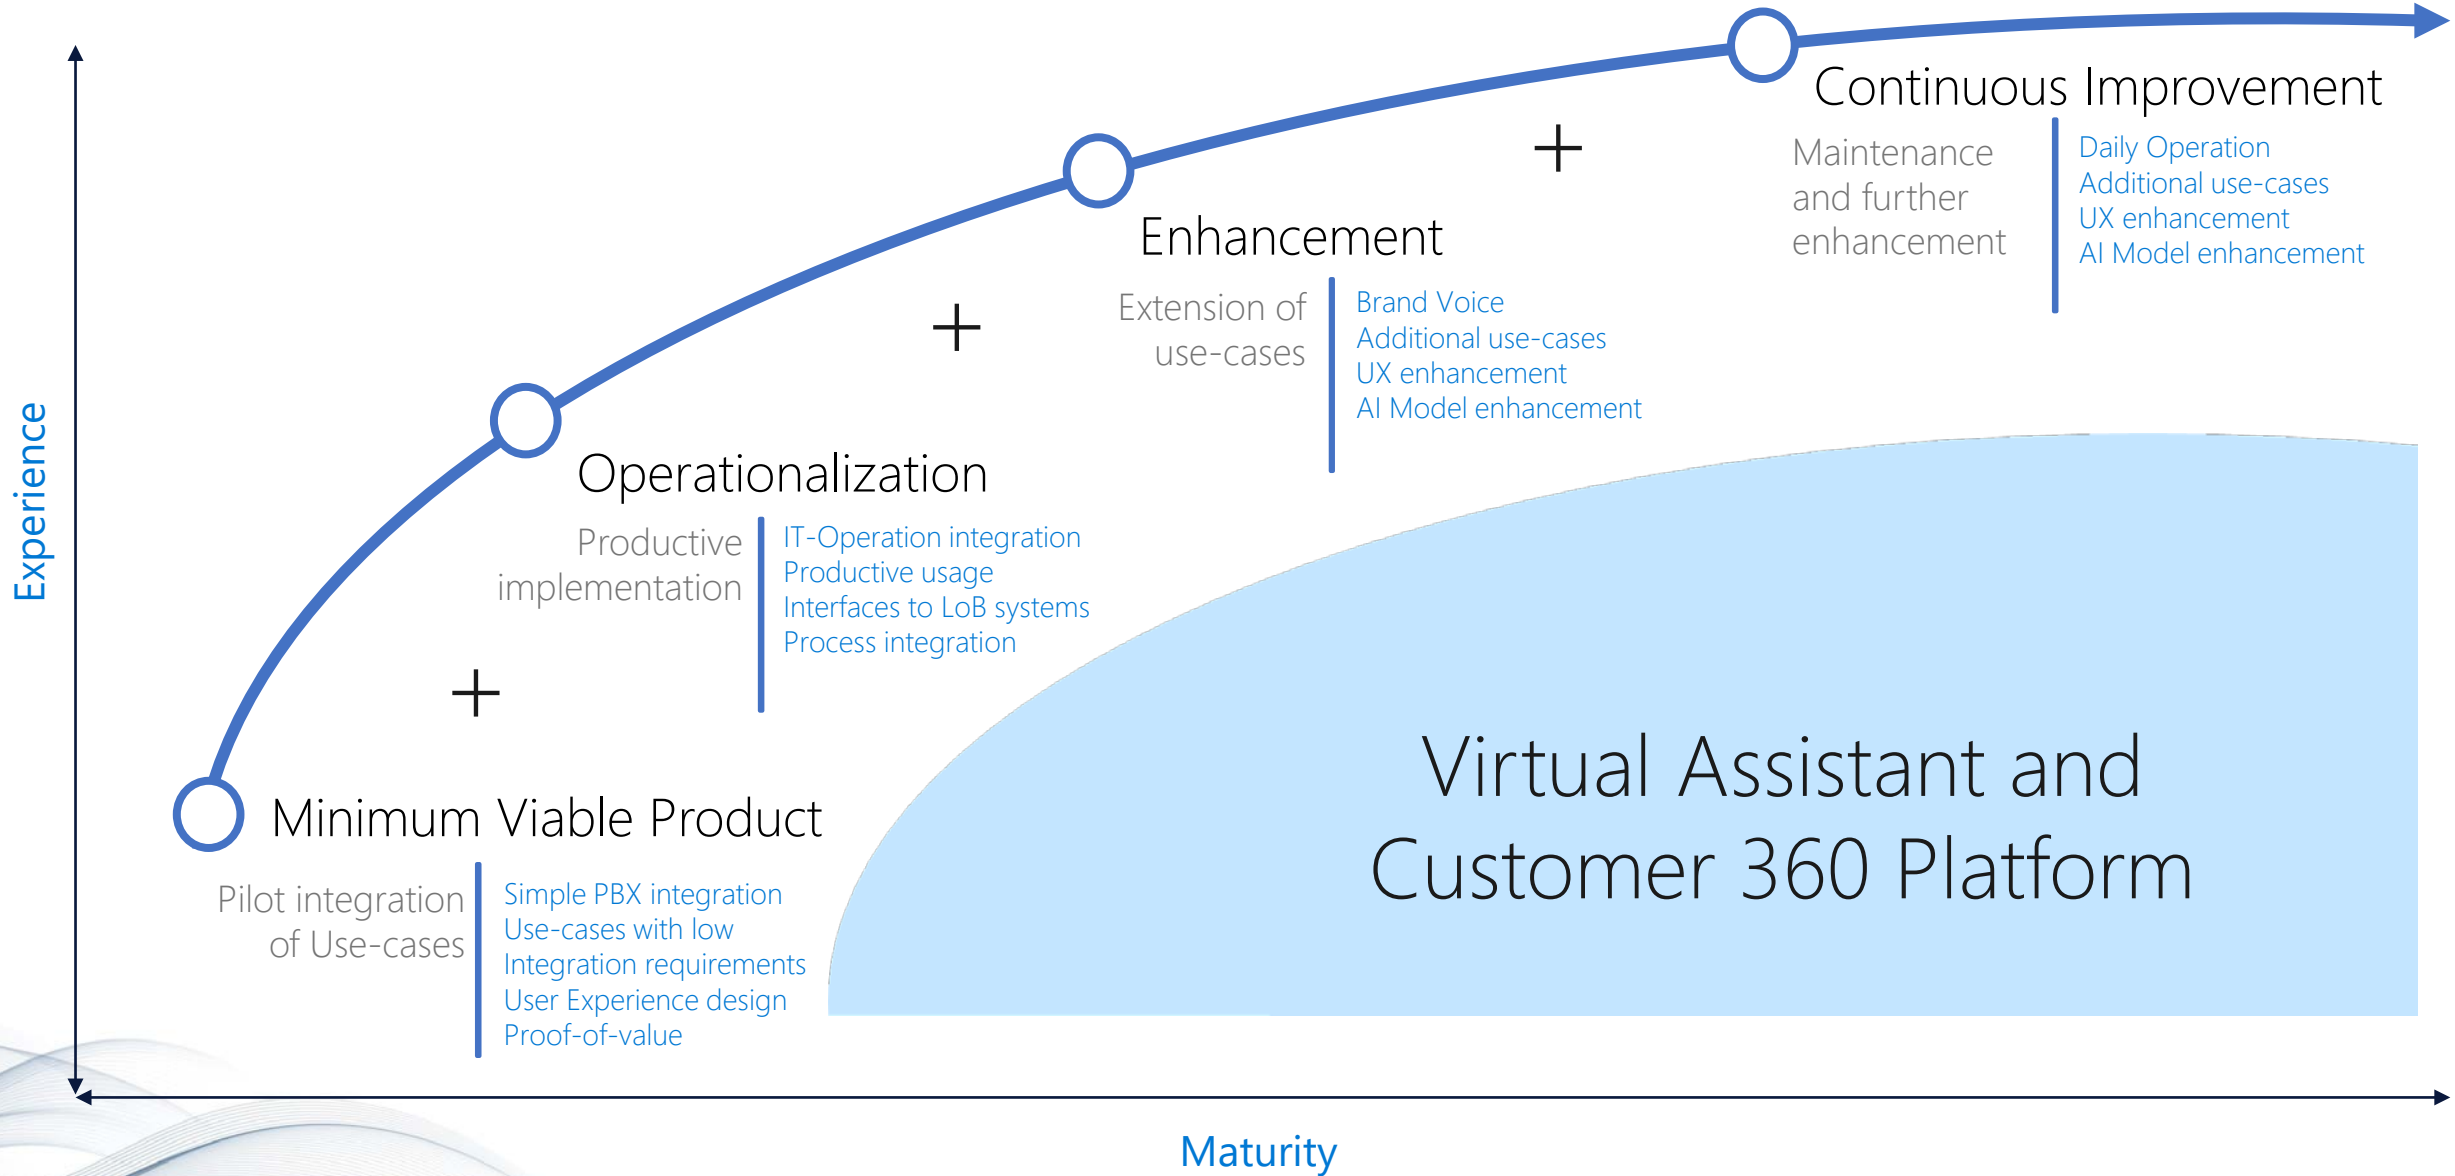 Continuous Improvement
Maintenance
and further
enhancement
Daily Operation
Additional use-cases
UX enhancement
AI Model enhancement
Enhancement
Extension of
use-cases
Brand Voice
Additional use-cases
UX enhancement
AI Model enhancement
Operationalization
Productive
implementation
IT-Operation integration
Productive usage
Interfaces to LoB systems
Process integration
Minimum Viable Product
Pilot integration
of Use-cases
Simple PBX integration
Use-cases with low
Integration requirements
User Experience design
Proof-of-value
Virtual Assistant and
Customer 360 Platform
Experience
Maturity